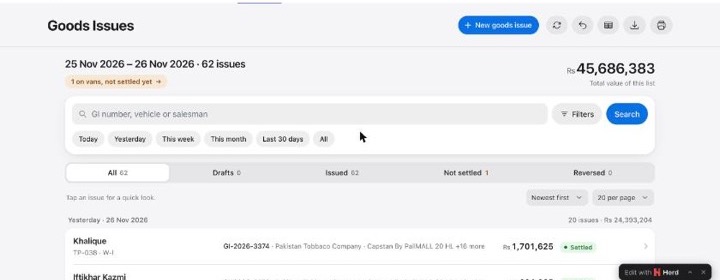 Goods Issues
+ New goods issue
25 Nov 2026 – 26 Nov 2026 · 62 issues
1 on vans, not settled yet →
Rs 45,686,383
Total value of this list
GI number, vehicle or salesman
Filters
Search
Today Yesterday This week This month Last 30 days All
All 62 Drafts 0 Issued 62 Not settled 1 Reversed 0
Tap an issue for a quick look.
Newest first 20 per page
Yesterday · 26 Nov 2026
20 issues · Rs 24,393,204
Khalique
TP-03B · W-I
GI-2026-3374 · Pakistan Tabbaco Company · Capstan By PallMALL 20 HL +16 more
Rs 1,701,625
Settled
Iftikhar Kazmi
Edit with Herd